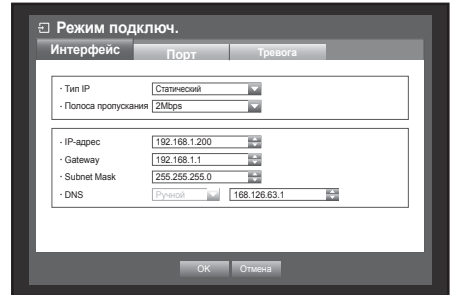 Режим подключ.
Интерфейс Порт Тревога
· Тип IP Статический
· Полоса пропускания 2Mbps
· IP-адрес 192.168.1.200
· Gateway 192.168.1.1
· Subnet Mask 255.255.255.0
· DNS Ручной 168.126.63.1
OK Отмена